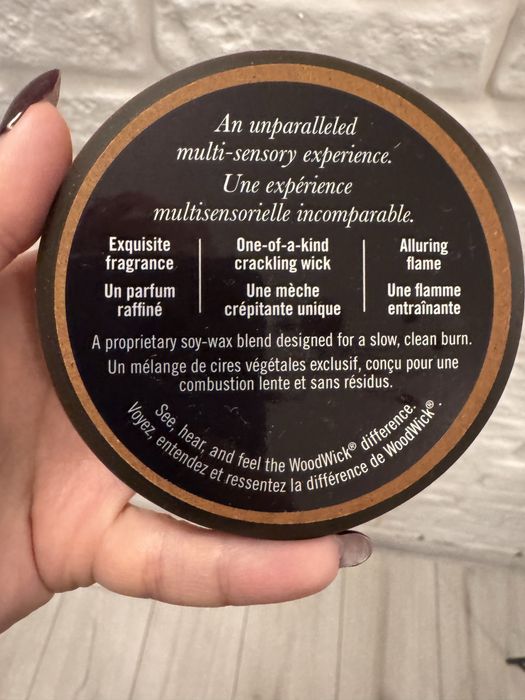 An unparalleled
multi-sensory experience.
Une expérience
multisensorielle incomparable.
Exquisite
fragrance
Un parfum
raffiné
One-of-a-kind
crackling wick
Une mèche
crépitante unique
Alluring
flame
Une flamme
entraînante
A proprietary soy-wax blend designed for a slow, clean burn.
Un mélange de cires végétales exclusif, conçu pour une
combustion lente et sans résidus.
See, hear, and feel the WoodWick® difference.
Voyez, entendez et ressentez la différence de WoodWick®.